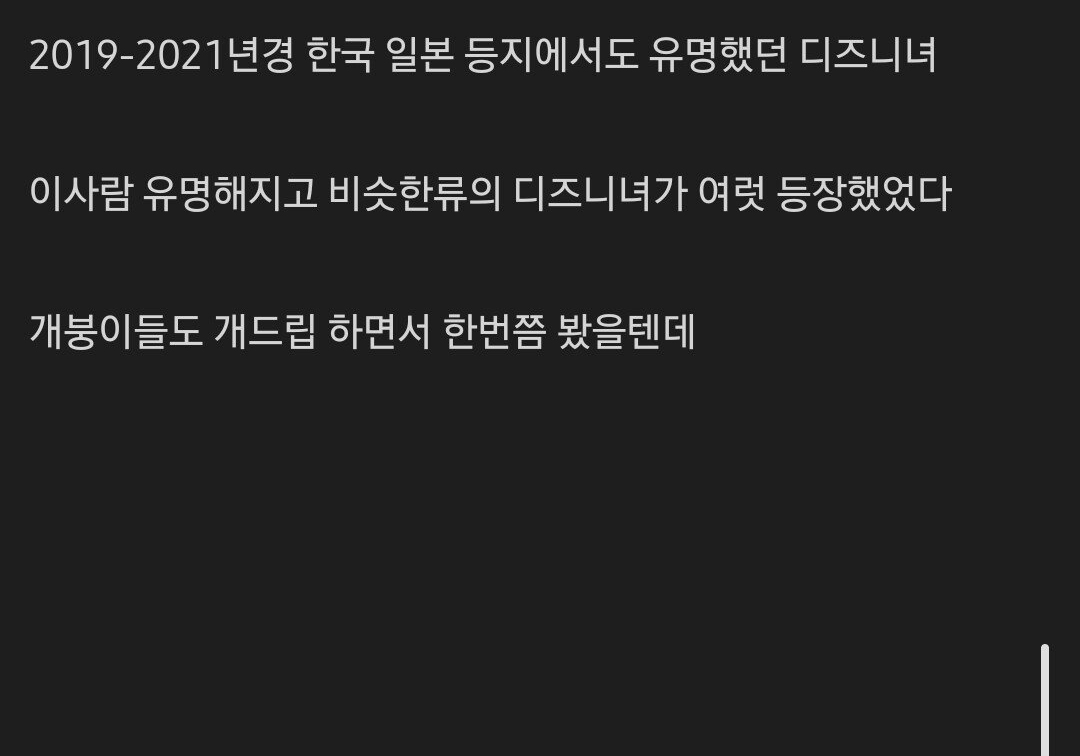 2019-2021년경 한국 일본 등지에서도 유명했던 디즈니녀
이사람 유명해지고 비슷한류의 디즈니녀가 여럿 등장했었다
개붕이들도 개드립 하면서 한번쯤 봤을텐데